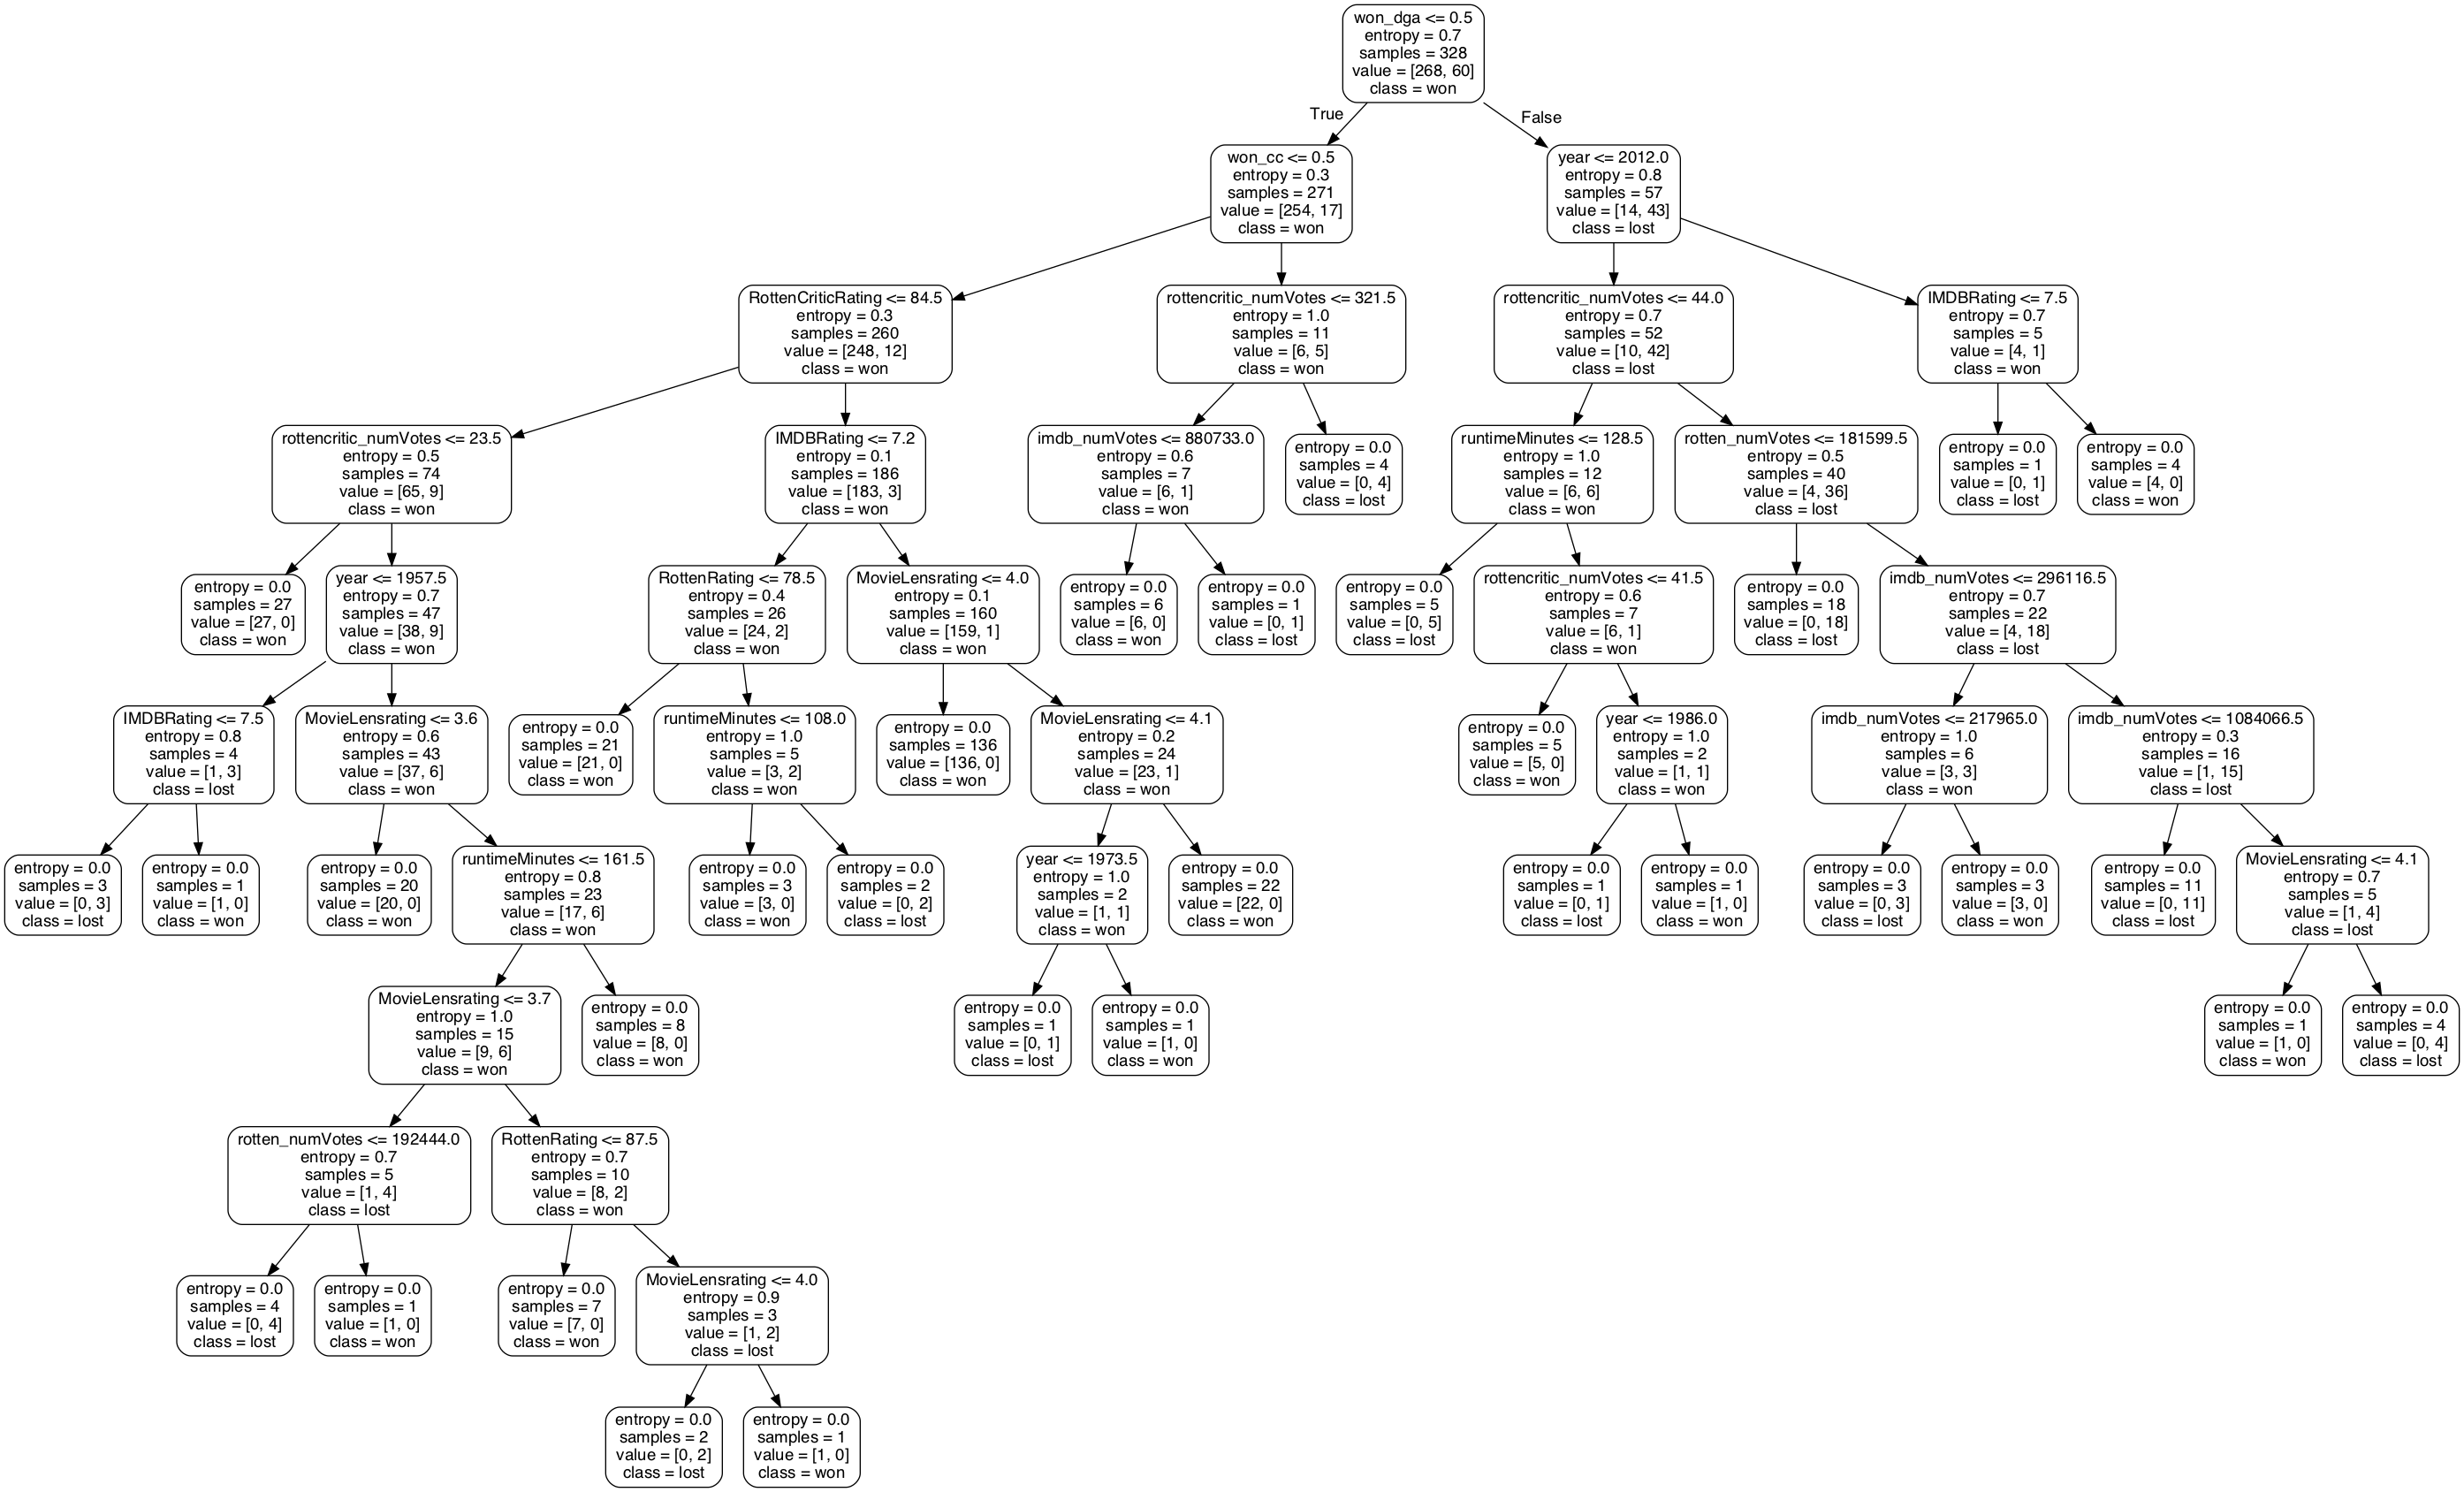 won_dga <= 0.5
entropy = 0.7
samples = 328
value = [268, 60]
class = won
True
False
won_cc <= 0.5
entropy = 0.3
samples = 271
value = [254, 17]
class = won
year <= 2012.0
entropy = 0.8
samples = 57
value = [14, 43]
class = lost
RottenCriticRating <= 84.5
entropy = 0.3
samples = 260
value = [248, 12]
class = won
rottencritic_numVotes <= 321.5
entropy = 1.0
samples = 11
value = [6, 5]
class = won
rottencritic_numVotes <= 44.0
entropy = 0.7
samples = 52
value = [10, 42]
class = lost
IMDBRating <= 7.5
entropy = 0.7
samples = 5
value = [4, 1]
class = won
rottencritic_numVotes <= 23.5
entropy = 0.5
samples = 74
value = [65, 9]
class = won
IMDBRating <= 7.2
entropy = 0.1
samples = 186
value = [183, 3]
class = won
imdb_numVotes <= 880733.0
entropy = 0.6
samples = 7
value = [6, 1]
class = won
entropy = 0.0
samples = 4
value = [0, 4]
class = lost
runtimeMinutes <= 128.5
entropy = 1.0
samples = 12
value = [6, 6]
class = won
rotten_numVotes <= 181599.5
entropy = 0.5
samples = 40
value = [4, 36]
class = lost
entropy = 0.0
samples = 1
value = [0, 1]
class = lost
entropy = 0.0
samples = 4
value = [4, 0]
class = won
entropy = 0.0
samples = 27
value = [27, 0]
class = won
year <= 1957.5
entropy = 0.7
samples = 47
value = [38, 9]
class = won
RottenRating <= 78.5
entropy = 0.4
samples = 26
value = [24, 2]
class = won
MovieLensrating <= 4.0
entropy = 0.1
samples = 160
value = [159, 1]
class = won
entropy = 0.0
samples = 6
value = [6, 0]
class = won
entropy = 0.0
samples = 1
value = [0, 1]
class = lost
entropy = 0.0
samples = 5
value = [0, 5]
class = lost
rottencritic_numVotes <= 41.5
entropy = 0.6
samples = 7
value = [6, 1]
class = won
entropy = 0.0
samples = 18
value = [0, 18]
class = lost
imdb_numVotes <= 296116.5
entropy = 0.7
samples = 22
value = [4, 18]
class = lost
IMDBRating <= 7.5
entropy = 0.8
samples = 4
value = [1, 3]
class = lost
MovieLensrating <= 3.6
entropy = 0.6
samples = 43
value = [37, 6]
class = won
entropy = 0.0
samples = 21
value = [21, 0]
class = won
runtimeMinutes <= 108.0
entropy = 1.0
samples = 5
value = [3, 2]
class = won
entropy = 0.0
samples = 136
value = [136, 0]
class = won
MovieLensrating <= 4.1
entropy = 0.2
samples = 24
value = [23, 1]
class = won
entropy = 0.0
samples = 5
value = [5, 0]
class = won
year <= 1986.0
entropy = 1.0
samples = 2
value = [1, 1]
class = won
imdb_numVotes <= 217965.0
entropy = 1.0
samples = 6
value = [3, 3]
class = won
imdb_numVotes <= 1084066.5
entropy = 0.3
samples = 16
value = [1, 15]
class = lost
entropy = 0.0
samples = 3
value = [0, 3]
class = lost
entropy = 0.0
samples = 1
value = [1, 0]
class = won
entropy = 0.0
samples = 20
value = [20, 0]
class = won
runtimeMinutes <= 161.5
entropy = 0.8
samples = 23
value = [17, 6]
class = won
entropy = 0.0
samples = 3
value = [3, 0]
class = won
entropy = 0.0
samples = 2
value = [0, 2]
class = lost
year <= 1973.5
entropy = 1.0
samples = 2
value = [1, 1]
class = won
entropy = 0.0
samples = 22
value = [22, 0]
class = won
entropy = 0.0
samples = 1
value = [0, 1]
class = lost
entropy = 0.0
samples = 1
value = [1, 0]
class = won
entropy = 0.0
samples = 3
value = [0, 3]
class = lost
entropy = 0.0
samples = 3
value = [3, 0]
class = won
entropy = 0.0
samples = 11
value = [0, 11]
class = lost
MovieLensrating <= 4.1
entropy = 0.7
samples = 5
value = [1, 4]
class = lost
MovieLensrating <= 3.7
entropy = 1.0
samples = 15
value = [9, 6]
class = won
entropy = 0.0
samples = 8
value = [8, 0]
class = won
entropy = 0.0
samples = 1
value = [0, 1]
class = lost
entropy = 0.0
samples = 1
value = [1, 0]
class = won
entropy = 0.0
samples = 1
value = [1, 0]
class = won
entropy = 0.0
samples = 4
value = [0, 4]
class = lost
rotten_numVotes <= 192444.0
entropy = 0.7
samples = 5
value = [1, 4]
class = lost
RottenRating <= 87.5
entropy = 0.7
samples = 10
value = [8, 2]
class = won
entropy = 0.0
samples = 4
value = [0, 4]
class = lost
entropy = 0.0
samples = 1
value = [1, 0]
class = won
entropy = 0.0
samples = 7
value = [7, 0]
class = won
MovieLensrating <= 4.0
entropy = 0.9
samples = 3
value = [1, 2]
class = lost
entropy = 0.0
samples = 2
value = [0, 2]
class = lost
entropy = 0.0
samples = 1
value = [1, 0]
class = won